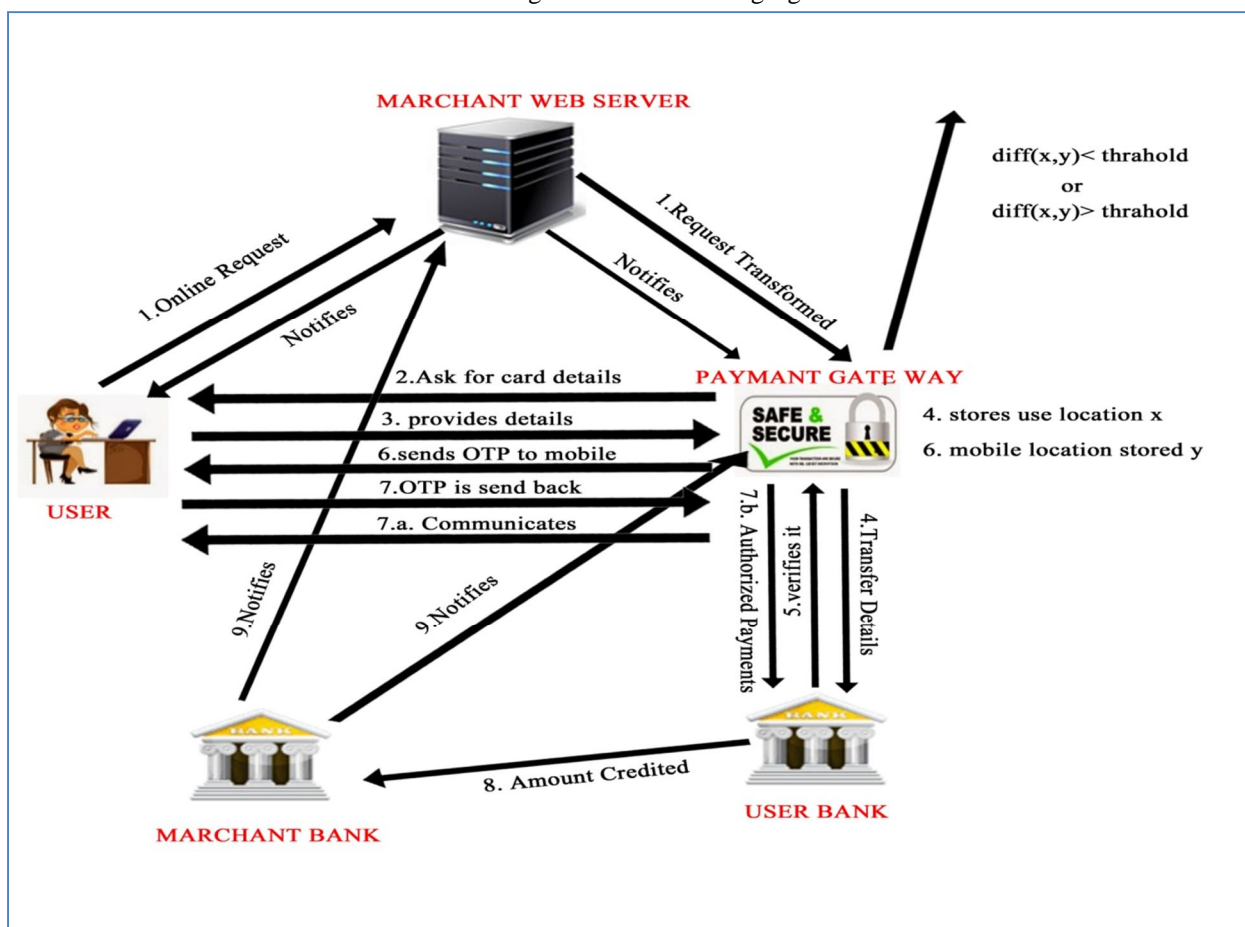 MARCHANT WEB SERVER
diff(x,y)< thrahold
or
diff(x,y)> thrahold
1.Online Request
Notifies
Notifies
1.Request Transformed
2.Ask for card details
3. provides details
6.sends OTP to mobile
7.OTP is send back
7.a. Communicates
USER
PAYMANT GATE WAY
SAFE &
SECURE
4. stores use location x
6. mobile location stored y
7.b. Authorized Payments
5.verifies it
4.Transfer Details
9.Notifies
9.Notifies
BANK
MARCHANT BANK
8. Amount Credited
BANK
USER BANK